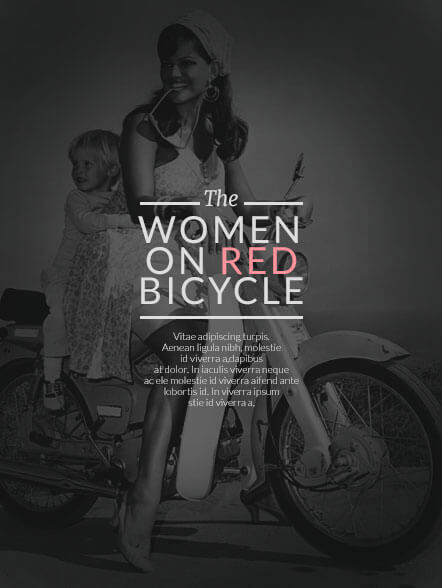 The
WOMEN
ON RED
BICYCLE
Vitae adipiscing turpis.
Aenean ligula nibh, molestie
id viverra a,dapibus
at dolor. In iaculis viverra neque
ac ele molestie id viverra aifend ante
lobortis id. In viverra ipsum
stie id viverra a,